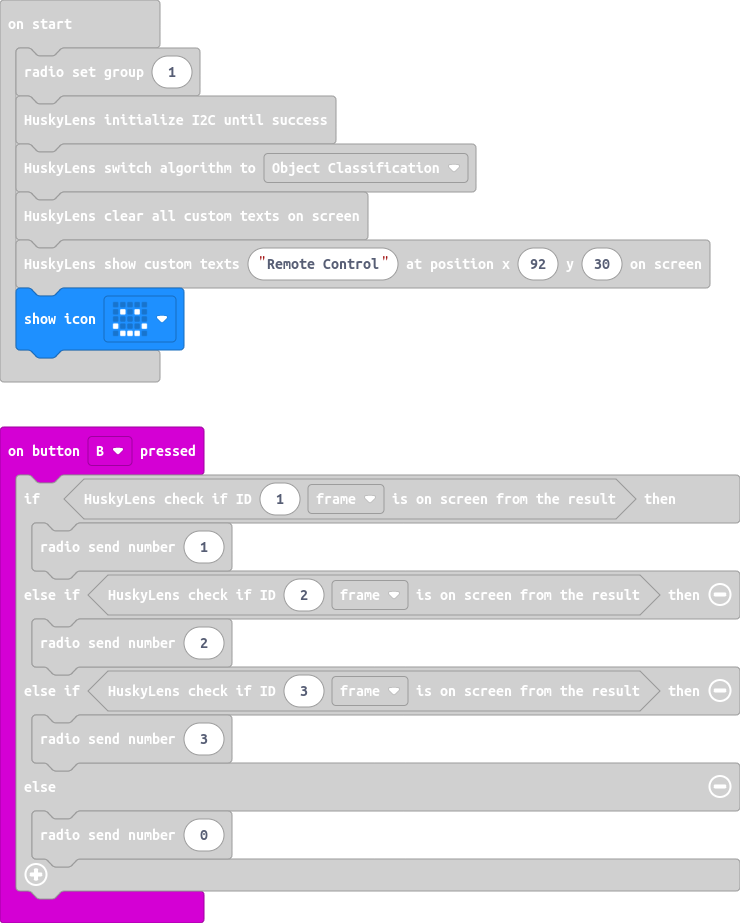 on start
radio set group 1
HuskyLens initialize I2C until success
HuskyLens switch algorithm to Object Classification
HuskyLens clear all custom texts on screen
HuskyLens show custom texts "Remote Control" at position x 92 y 30 on screen
show icon
on button B pressed
if HuskyLens check if ID 1 frame is on screen from the result then
radio send number 1
else if HuskyLens check if ID 2 frame is on screen from the result then
radio send number 2
else if HuskyLens check if ID 3 frame is on screen from the result then
radio send number 3
else
radio send number 0